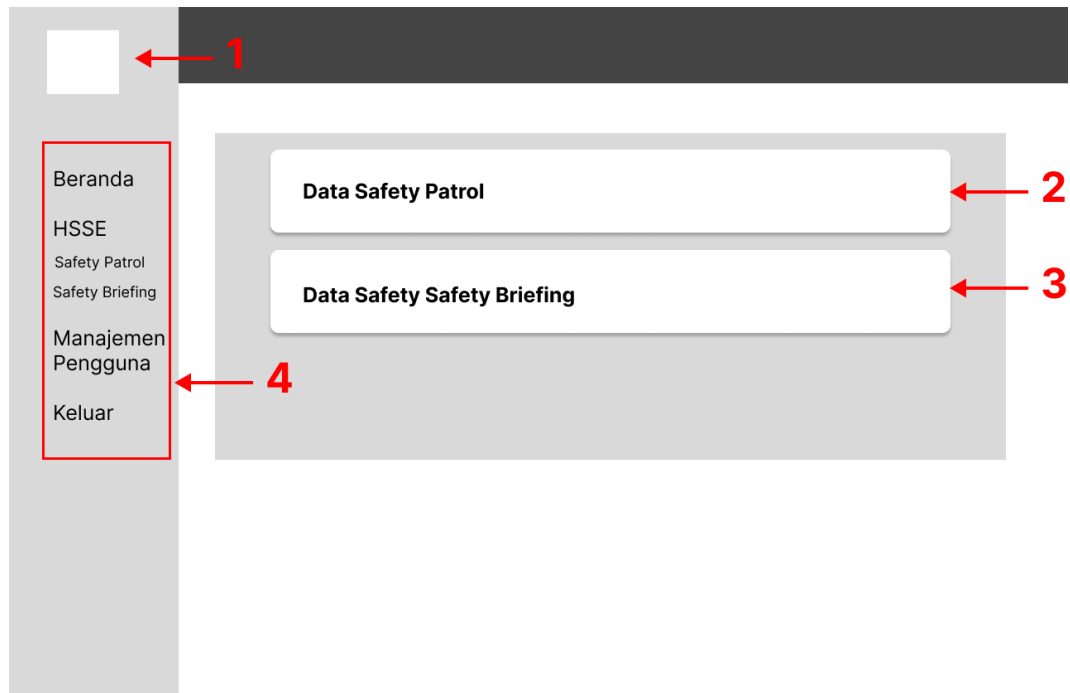 1
Beranda
HSSE
Safety Patrol
Safety Briefing
Manajemen
Pengguna
Keluar
4
Data Safety Patrol
2
Data Safety Safety Briefing
3